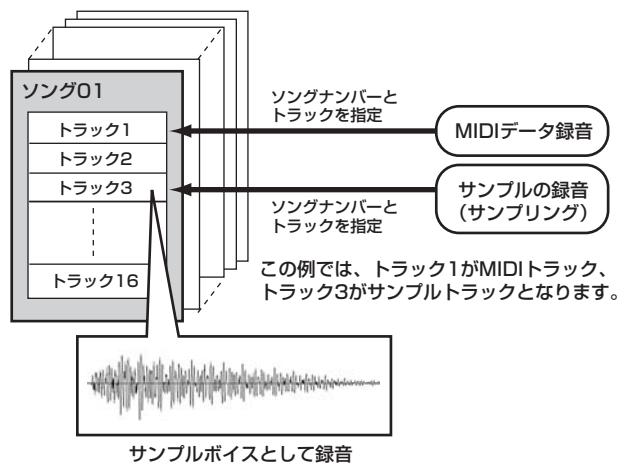 ソング01
トラック1
トラック2
トラック3
トラック16
ソングナンバーと
トラックを指定
MIDIデータ録音
ソングナンバーと
トラックを指定
サンプルの録音
（サンプリング）
この例では、トラック1がMIDIトラック、
トラック3がサンプルトラックとなります。
サンプルボイスとして録音